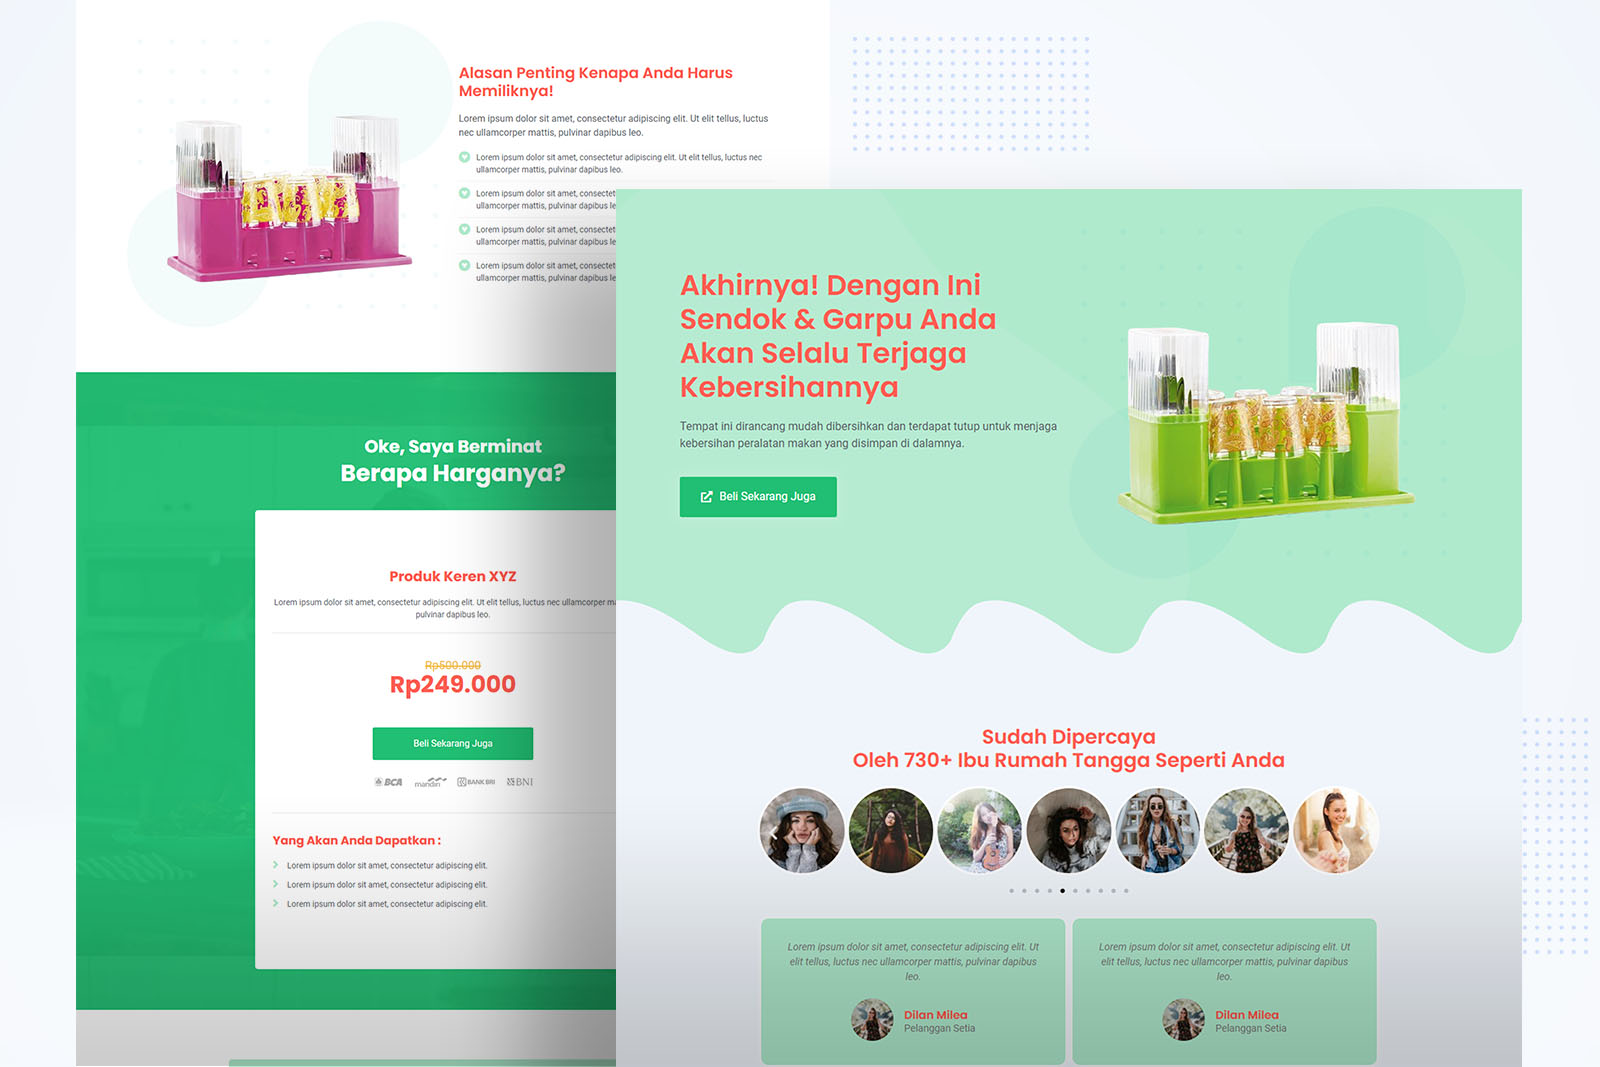 Alasan Penting Kenapa Anda Harus
Memiliknya!
Lorem ipsum dolor sit amet, consectetur adipiscing elit. Ut elit tellus, luctus
nec ullamcorper mattis, pulvinar dapibus leo.
Lorem ipsum dolor sit amet, consectetur adipiscing elit. Ut elit tellus, luctus nec
ullamcorper mattis, pulvinar dapibus leo.
Lorem ipsum dolor sit amet, consectet
ullamcorper mattis, pulvinar dapibus le
Lorem ipsum dolor sit amet, consectet
ullamcorper mattis, pulvinar dapibus le
Lorem ipsum dolor sit amet, consectet
ullamcorper mattis, pulvinar dapibus le
Oke, Saya Berminat
Berapa Harganya?
Produk Keren XYZ
Lorem ipsum dolor sit amet, consectetur adipiscing elit. Ut elit tellus, luctus nec ullamcorper ma
pulvinar dapibus leo.
Rp500.000
Rp249.000
Beli Sekarang Juga
BCA mandiri BANK BRI BNI
Yang Akan Anda Dapatkan :
Lorem ipsum dolor sit amet, consectetur adipiscing elit.
Lorem ipsum dolor sit amet, consectetur adipiscing elit.
Lorem ipsum dolor sit amet, consectetur adipiscing elit.
Akhirnya! Dengan Ini
Sendok & Garpu Anda
Akan Selalu Terjaga
Kebersihannya
Tempat ini dirancang mudah dibersihkan dan terdapat tutup untuk menjaga
kebersihan peralatan makan yang disimpan di dalamnya.
Beli Sekarang Juga
Sudah Dipercaya
Oleh 730+ Ibu Rumah Tangga Seperti Anda
Lorem ipsum dolor sit amet, consectetur adipiscing elit. Ut
elit tellus, luctus nec ullamcorper mattis, pulvinar dapibus
leo.
Dilan Milea
Pelanggan Setia
Lorem ipsum dolor sit amet, consectetur adipiscing elit. Ut
elit tellus, luctus nec ullamcorper mattis, pulvinar dapibus
leo.
Dilan Milea
Pelanggan Setia